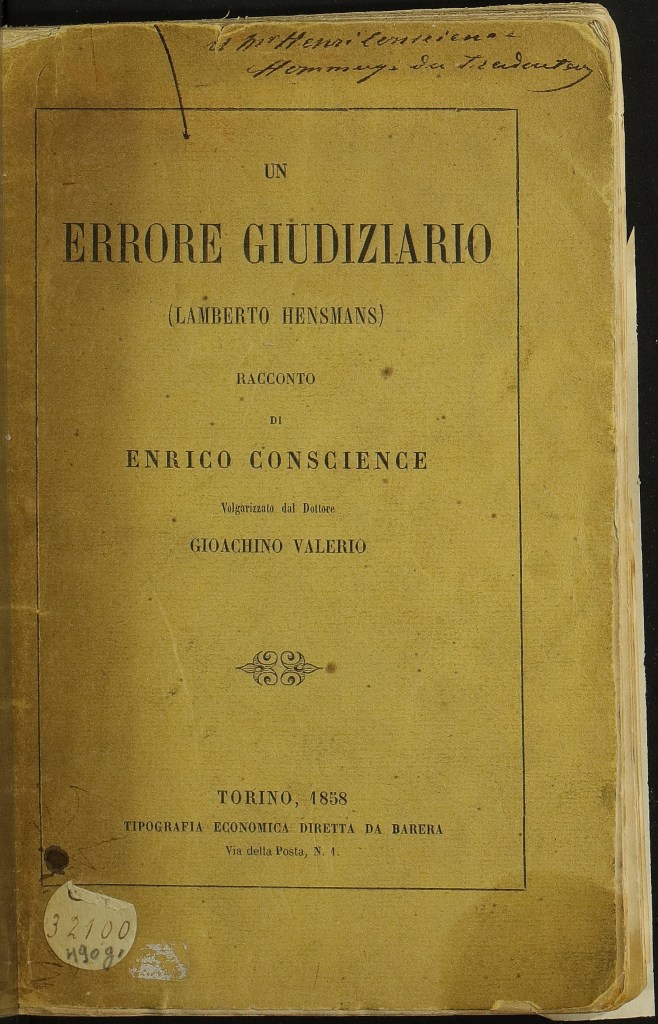 à Mr Henri Conscience
Hommage du Traducteur
UN
ERRORE GIUDIZIARIO
(LAMBERTO HENSMANS)
RACCONTO
DI
ENRICO CONSCIENCE
Volgarizzato dal Dottore
GIOACHINO VALERIO
TORINO, 1858
TIPOGRAFIA ECONOMICA DIRETTA DA BARERA
Via della Posta, N. 1.
32100